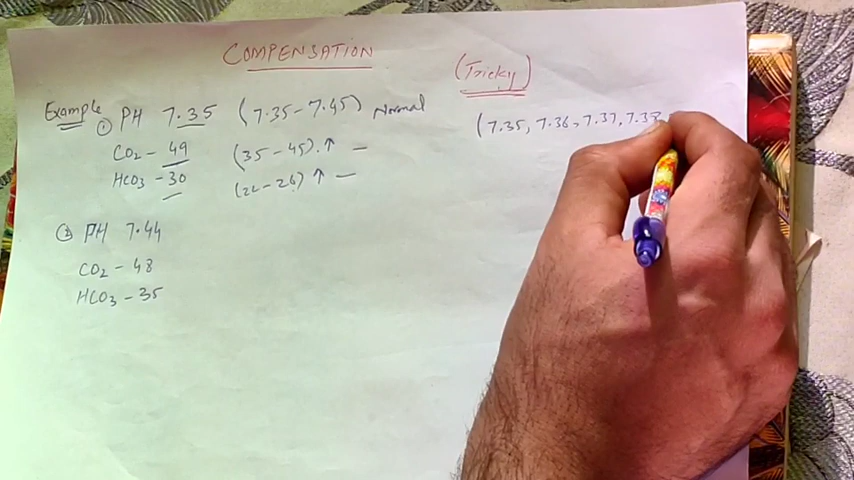 COMPENSATION
(Tricky)
Example ① PH 7.35 (7.35-7.45) Normal
(7.35, 7.36, 7.37, 7.38
CO2 - 49 (35-45).↑ -
HCO3 - 30 (22-26) ↑ -
② PH 7.44
CO2 - 48
HCO3 - 35